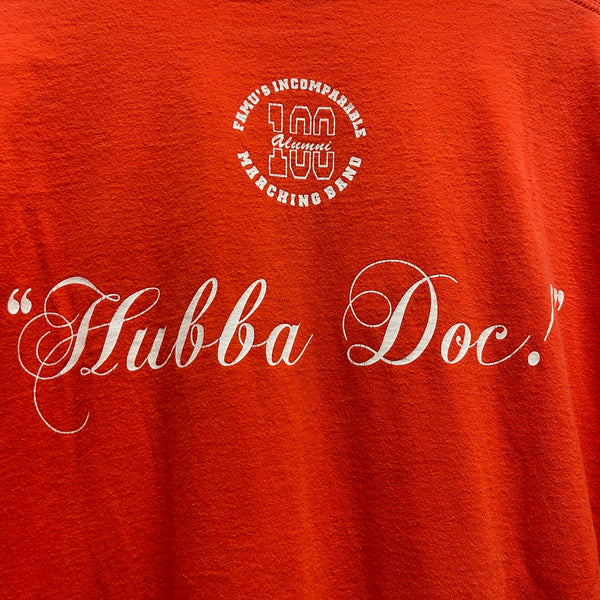 FAMU'S INCOMPARABLE
100
Alumni
MARCHING BAND
“Hubba Doc.!”